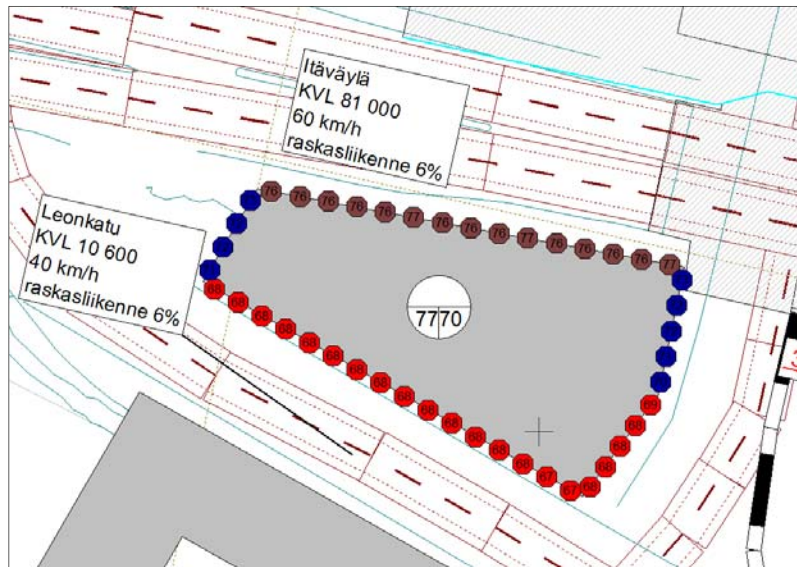 Itäväylä
KVL 81 000
60 km/h
raskasliikenne 6%
Leonkatu
KVL 10 600
40 km/h
raskasliikenne 6%
76 76 76 76 76 77 76 76 76 77 76 76 76 76 77
77 70
68 68 68 68 68 68 68 68 68 68 68 68 68 68 67 67 68 68 68 68 69
3